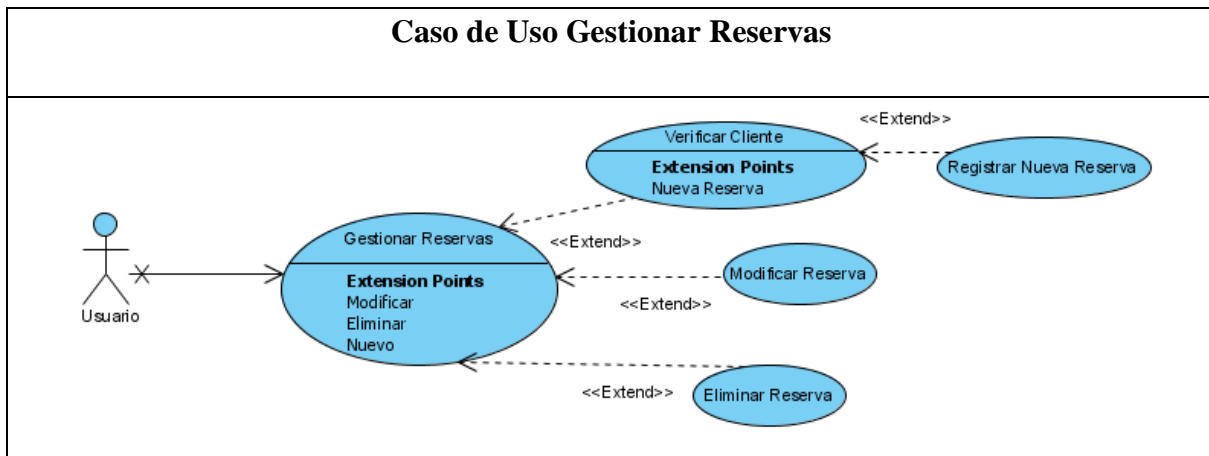 Caso de Uso Gestionar Reservas
<<Extend>>
Verificar Cliente
Extension Points
Nueva Reserva
Registrar Nueva Reserva
Gestionar Reservas
<<Extend>>
Extension Points
Modificar
Eliminar
Nuevo
Modificar Reserva
<<Extend>>
Usuario
<<Extend>>
Eliminar Reserva